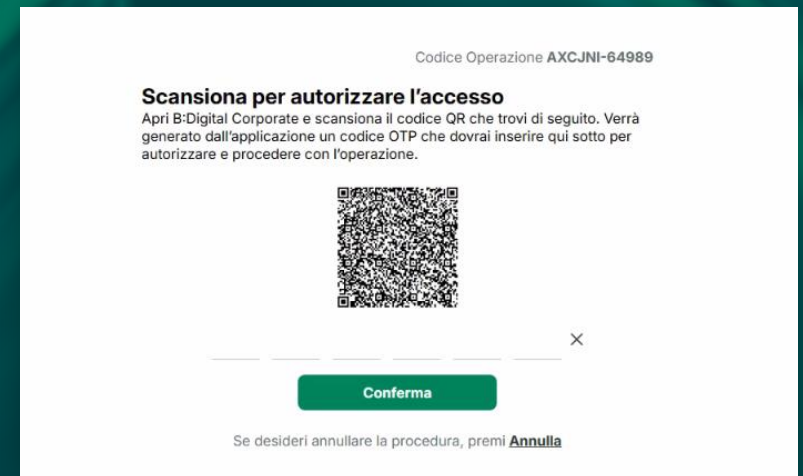 Codice Operazione AXCJNI-64989
Scansiona per autorizzare l’accesso
Apri B:Digital Corporate e scansiona il codice QR che trovi di seguito. Verrà
generato dall’applicazione un codice OTP che dovrai inserire qui sotto per
autorizzare e procedere con l’operazione.
Conferma
Se desideri annullare la procedura, premi Annulla